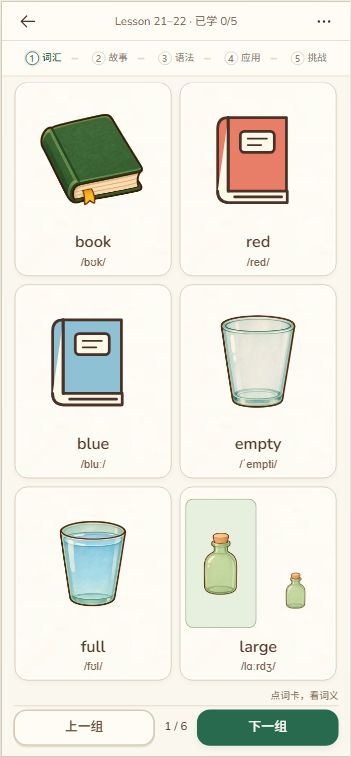 Lesson 21–22 · 已学 0/5
1 词汇 – 2 故事 – 3 语法 – 4 应用 – 5 挑战
book
/bʊk/
red
/red/
blue
/bluː/
empty
/ˈempti/
full
/fʊl/
large
/lɑːrdʒ/
点词卡，看词义
上一组
1 / 6
下一组